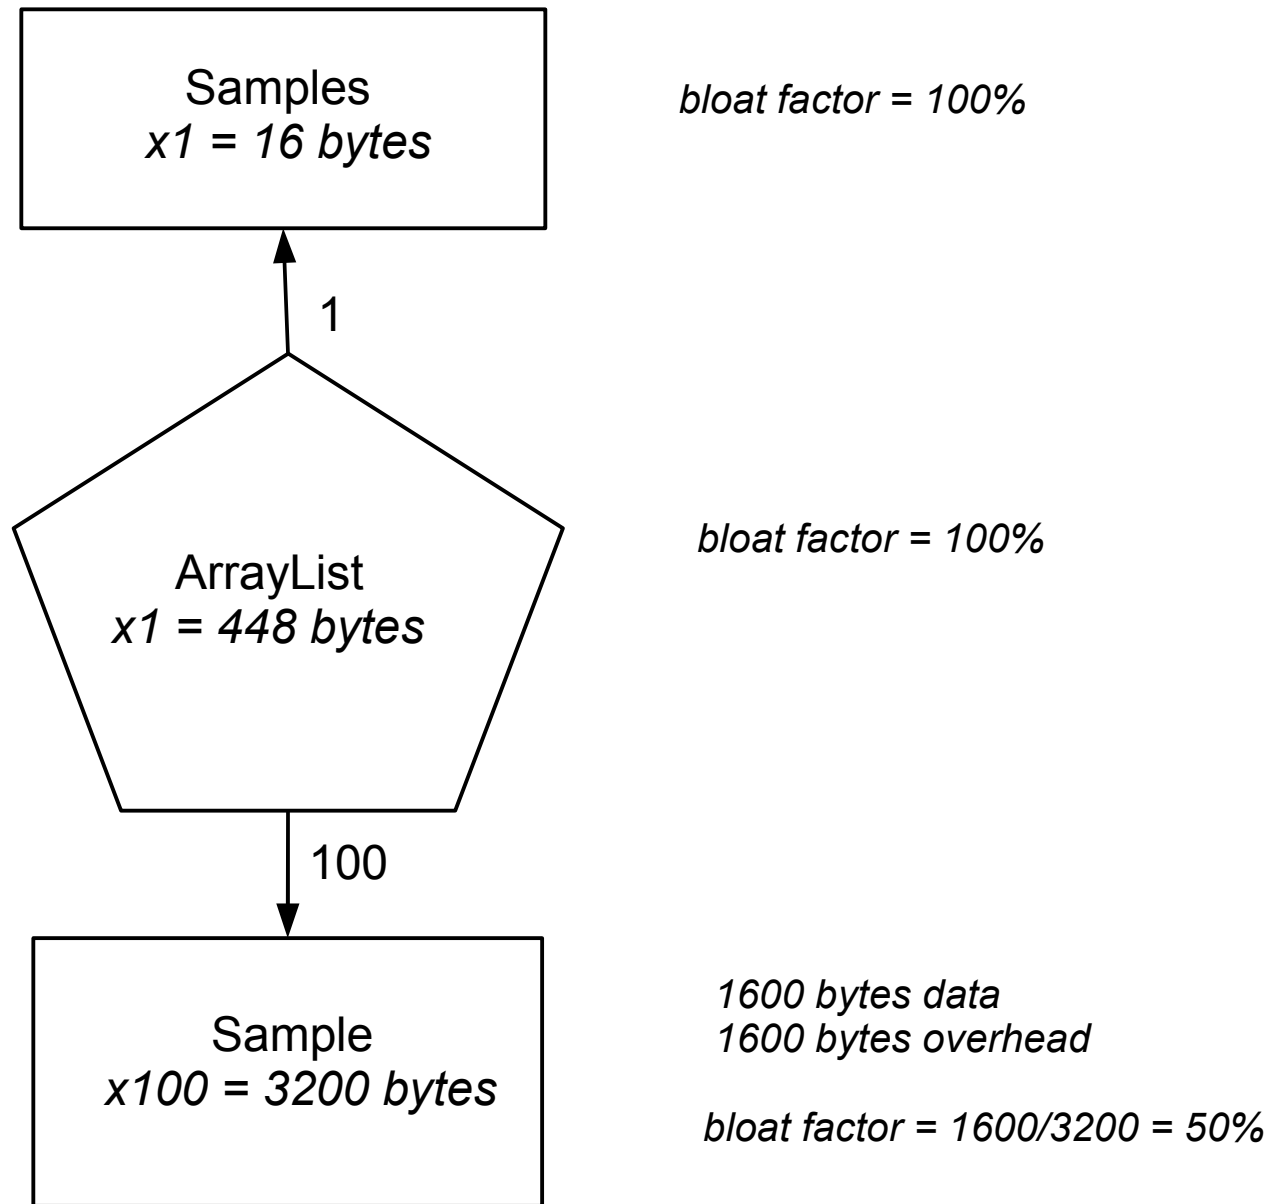 Samples
x1 = 16 bytes
bloat factor = 100%
1
ArrayList
x1 = 448 bytes
bloat factor = 100%
100
Sample
x100 = 3200 bytes
1600 bytes data
1600 bytes overhead
bloat factor = 1600/3200 = 50%